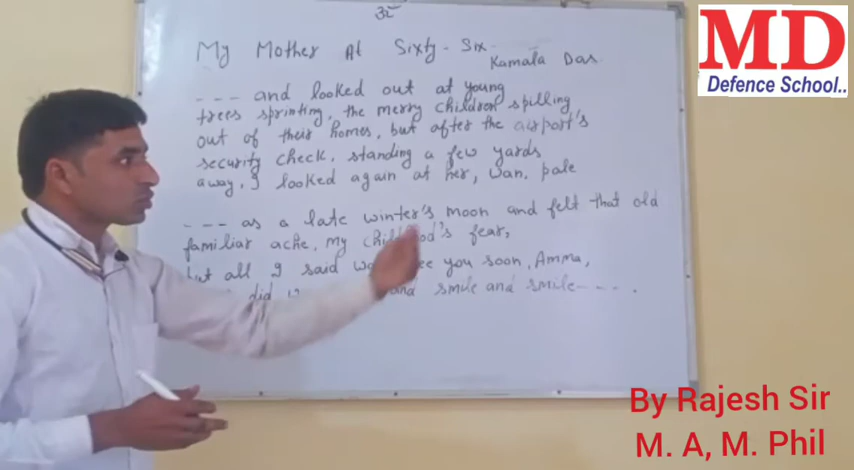 ॐ
My Mother At Sixty-Six
Kamala Das
--- and looked out at young
trees sprinting, the merry children spilling
out of their homes, but after the airport's
security check, standing a few yards
away, I looked again at her, wan, pale
--- as a late winter's moon and felt that old
familiar ache, my childhood's fear,
but all I said was see you soon, Amma,
did and smile and smile----.
MD
Defence School..
By Rajesh Sir
M. A, M. Phil